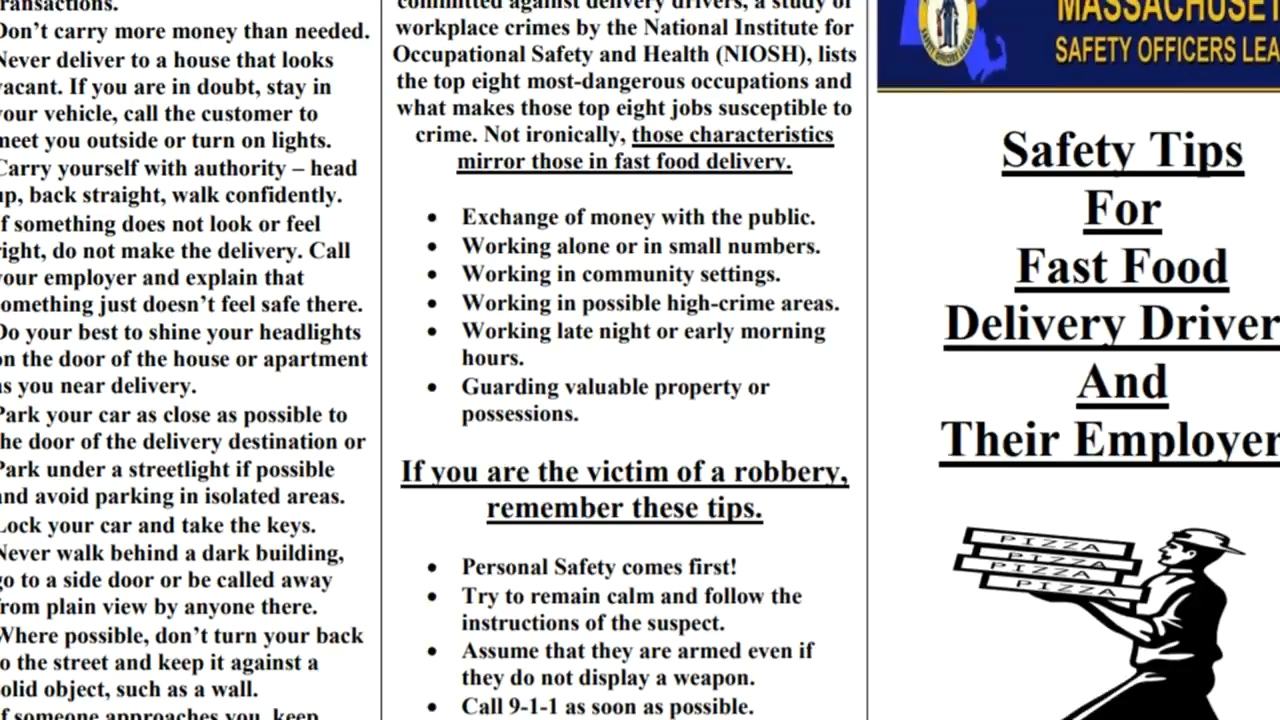 transactions.
Don’t carry more money than needed.
Never deliver to a house that looks
vacant. If you are in doubt, stay in
your vehicle, call the customer to
meet you outside or turn on lights.
Carry yourself with authority – head
up, back straight, walk confidently.
If something does not look or feel
right, do not make the delivery. Call
your employer and explain that
something just doesn’t feel safe there.
Do your best to shine your headlights
on the door of the house or apartment
as you near delivery.
Park your car as close as possible to
the door of the delivery destination or
Park under a streetlight if possible
and avoid parking in isolated areas.
Lock your car and take the keys.
Never walk behind a dark building,
go to a side door or be called away
from plain view by anyone there.
Where possible, don’t turn your back
to the street and keep it against a
solid object, such as a wall.
If someone approaches you, keep
committed against delivery drivers, a study of
workplace crimes by the National Institute for
Occupational Safety and Health (NIOSH), lists
the top eight most-dangerous occupations and
what makes those top eight jobs susceptible to
crime. Not ironically, those characteristics
mirror those in fast food delivery.
• Exchange of money with the public.
• Working alone or in small numbers.
• Working in community settings.
• Working in possible high-crime areas.
• Working late night or early morning
hours.
• Guarding valuable property or
possessions.
If you are the victim of a robbery,
remember these tips.
• Personal Safety comes first!
• Try to remain calm and follow the
instructions of the suspect.
• Assume that they are armed even if
they do not display a weapon.
• Call 9-1-1 as soon as possible.
MASSACHUSET
SAFETY OFFICERS LEA
Safety Tips
For
Fast Food
Delivery Driver
And
Their Employer
PIZZA
PIZZA
PIZZA
PIZZA